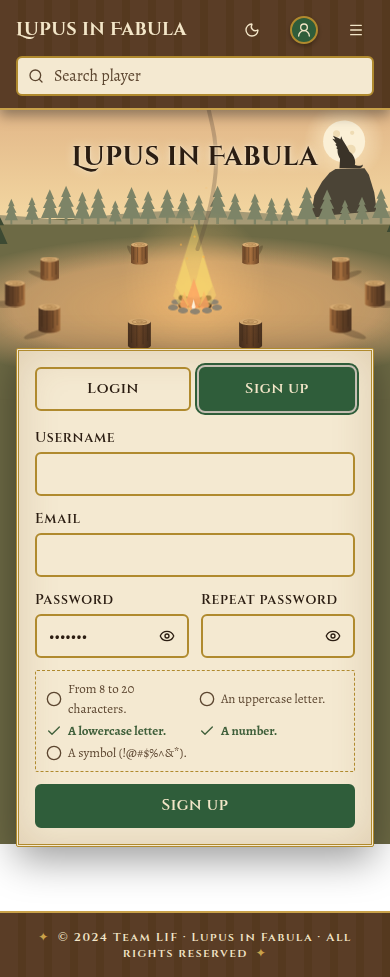 Lupus in Fabula
Search player
Lupus in Fabula
Login
Sign up
Username
Email
Password
Repeat password
•••••••
From 8 to 20
characters.
An uppercase letter.
A lowercase letter.
A number.
A symbol (!@#$%^&*).
Sign up
✦ © 2024 Team LIF · Lupus in Fabula · All
rights reserved ✦